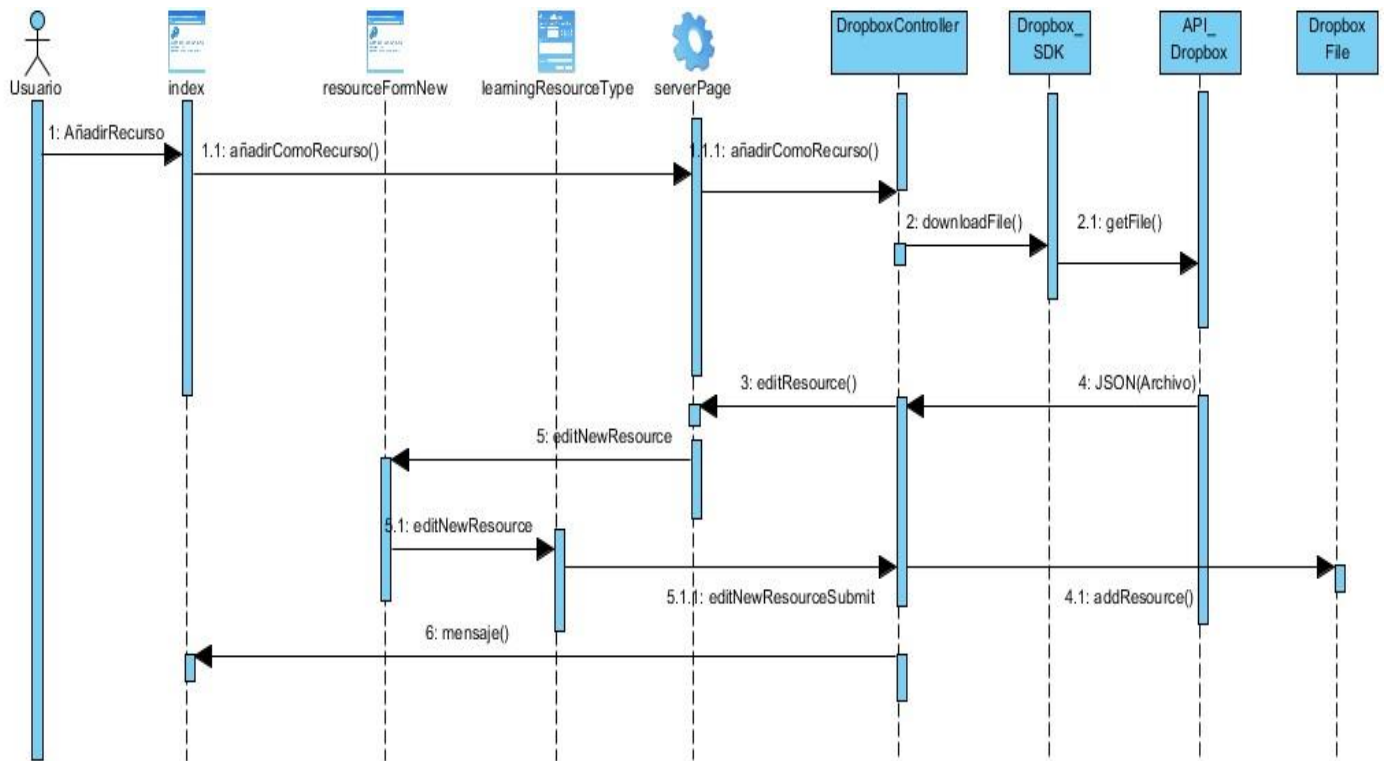 Usuario
index
resourceFormNew
learningResourceType
serverPage
DropboxController
Dropbox_
SDK
API_
Dropbox
Dropbox
File
1: AñadirRecurso
1.1: añadirComoRecurso()
1.1.1: añadirComoRecurso()
2: downloadFile()
2.1: getFile()
3: editResource()
4: JSON(Archivo)
5: editNewResource
5.1: editNewResource
5.1.1: editNewResourceSubmit
4.1: addResource()
6: mensaje()